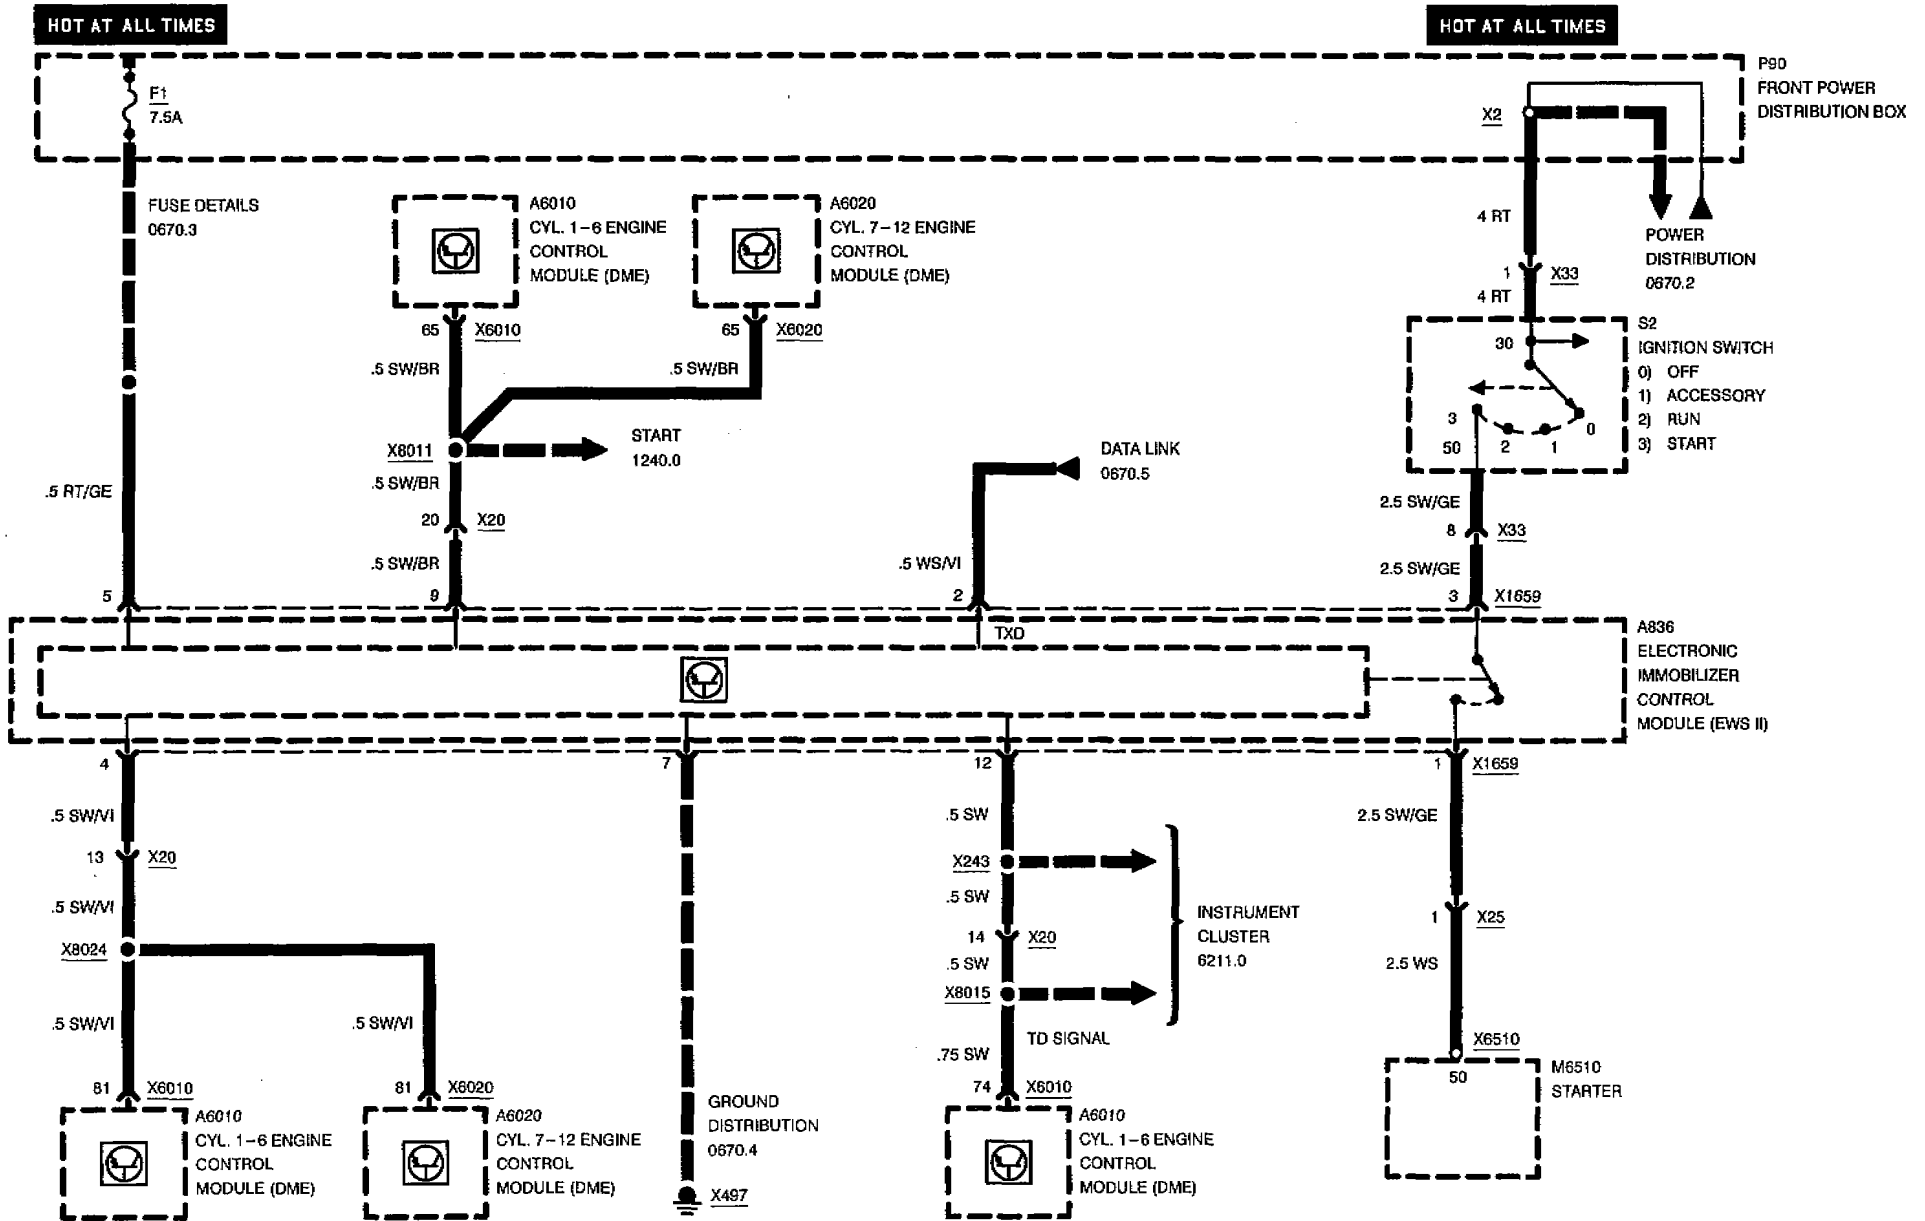 HOT AT ALL TIMES
HOT AT ALL TIMES
P90
FRONT POWER
DISTRIBUTION BOX
F1
7.5A
X2
FUSE DETAILS
0670.3
A6010
CYL. 1-6 ENGINE
CONTROL
MODULE (DME)
A6020
CYL. 7-12 ENGINE
CONTROL
MODULE (DME)
4 RT
POWER
DISTRIBUTION
0670.2
1
X33
4 RT
65
X6010
65
X6020
S2
IGNITION SWITCH
0) OFF
1) ACCESSORY
2) RUN
3) START
30
3
0
50
2
1
.5 SW/BR
.5 SW/BR
X8011
START
1240.0
DATA LINK
0670.5
.5 RT/GE
.5 SW/BR
20
X20
2.5 SW/GE
8
X33
.5 SW/BR
.5 WS/VI
2.5 SW/GE
5
9
2
3
X1659
TXD
A836
ELECTRONIC
IMMOBILIZER
CONTROL
MODULE (EWS II)
4
7
12
1
X1659
.5 SW/VI
.5 SW
2.5 SW/GE
13
X20
X243
.5 SW/VI
.5 SW
INSTRUMENT
CLUSTER
6211.0
1
X25
X8024
14
X20
.5 SW
2.5 WS
X8015
.5 SW/VI
.5 SW/VI
TD SIGNAL
.75 SW
X6510
50
M6510
STARTER
81
X6010
81
X6020
74
X6010
A6010
CYL. 1-6 ENGINE
CONTROL
MODULE (DME)
A6020
CYL. 7-12 ENGINE
CONTROL
MODULE (DME)
GROUND
DISTRIBUTION
0670.4
X497
A6010
CYL. 1-6 ENGINE
CONTROL
MODULE (DME)